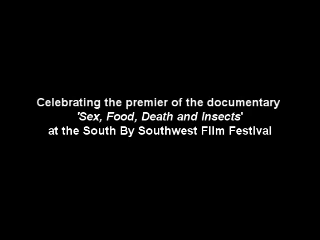 Celebrating the premier of the documentary
'Sex, Food, Death and Insects'
at the South By Southwest Film Festival